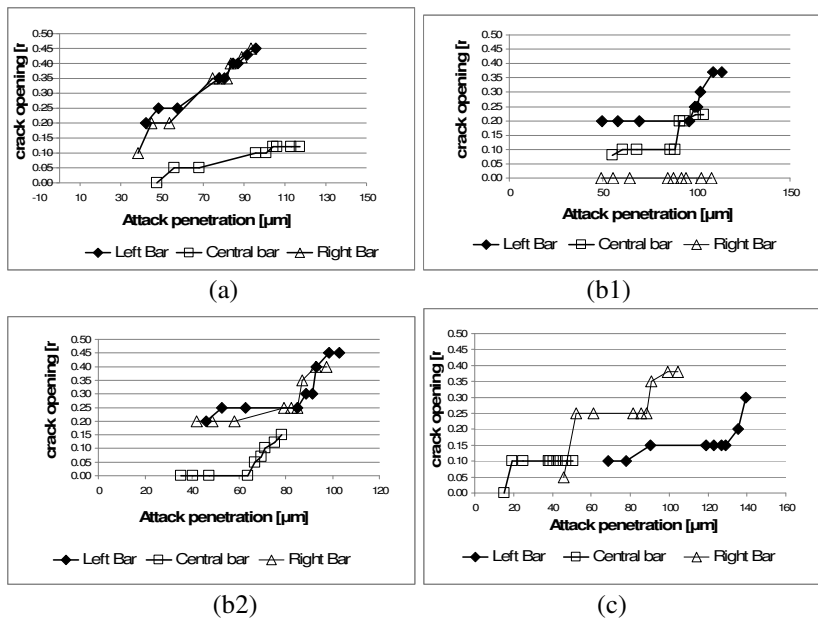 crack opening [r
0.50
0.45
0.40
0.35
0.30
0.25
0.20
0.15
0.10
0.05
0.00
-10 30 50 70 90 110 130 150
Attack penetration [µm]
Left Bar Central bar Right Bar
(a)
crack opening [r
0.50
0.45
0.40
0.35
0.30
0.25
0.20
0.15
0.10
0.05
0.00
0 50 100 150
Attack penetration [µm]
Left Bar Central bar Right Bar
(b1)
crack opening [r
0.50
0.45
0.40
0.35
0.30
0.25
0.20
0.15
0.10
0.05
0.00
0 20 40 60 80 100 120
Attack penetration [µm]
Left Bar Central bar Right Bar
(b2)
crack opening [r
0.50
0.45
0.40
0.35
0.30
0.25
0.20
0.15
0.10
0.05
0.00
0 20 40 60 80 100 120 140 160
Attack penetration [µm]
Left Bar Central bar Right Bar
(c)